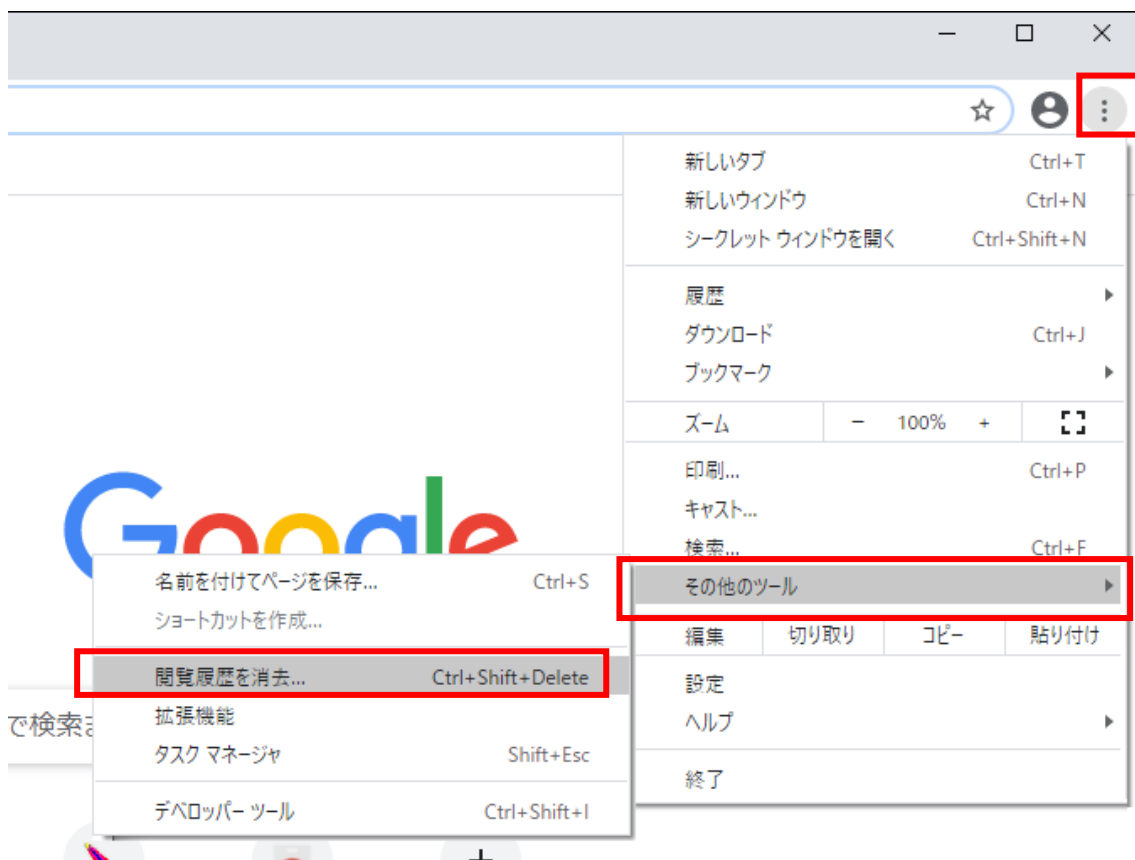 新しいタブ Ctrl+T
新しいウィンドウ Ctrl+N
シークレット ウィンドウを開く Ctrl+Shift+N
履歴
ダウンロード Ctrl+J
ブックマーク
ズーム － 100% +
印刷... Ctrl+P
キャスト...
検索... Ctrl+F
その他のツール
編集 切り取り コピー 貼り付け
設定
ヘルプ
終了
Google
名前を付けてページを保存... Ctrl+S
ショートカットを作成...
閲覧履歴を消去... Ctrl+Shift+Delete
拡張機能
タスク マネージャ Shift+Esc
デベロッパー ツール Ctrl+Shift+I
で検索